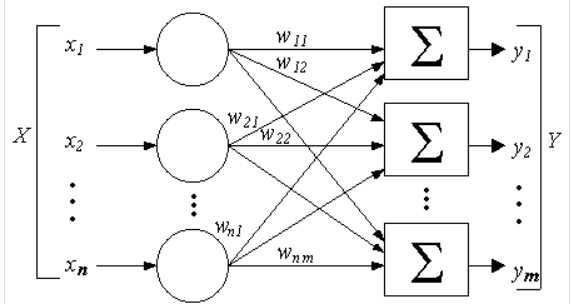 x1 w11 Σ y1
w12
X x2 w21 w22 Σ y2 Y
wn1
xn wnm Σ ym